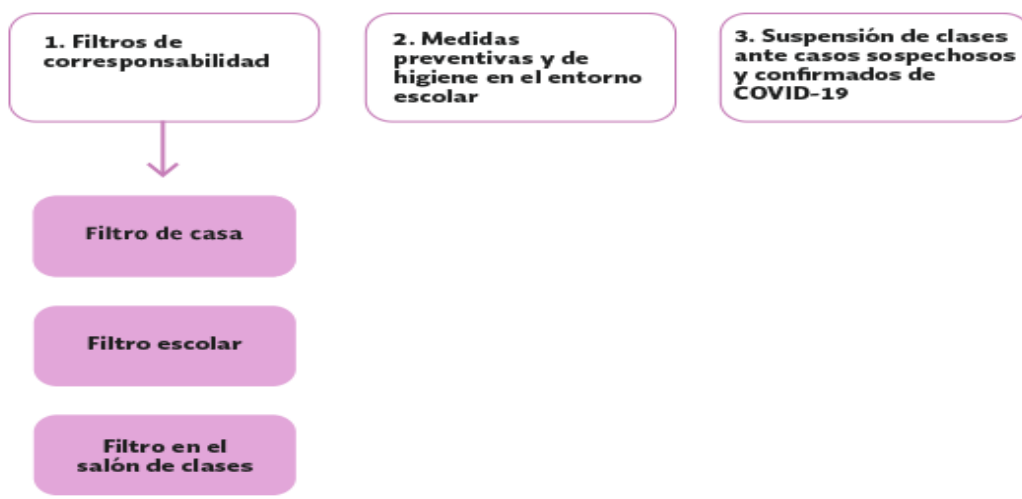 1. Filtros de
corresponsabilidad
2. Medidas
preventivas y de
higiene en el entorno
escolar
3. Suspensión de clases
ante casos sospechosos
y confirmados de
COVID-19
Filtro de casa
Filtro escolar
Filtro en el
salón de clases